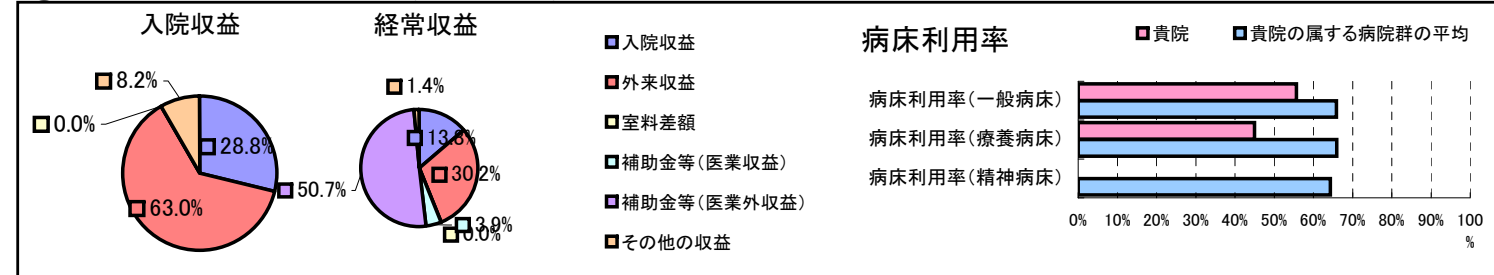 入院収益
8.2%
0.0%
28.8%
63.0%
経常収益
1.4%
13.8%
30.2%
50.7%
3.9%
0.0%
入院収益
外来収益
室料差額
補助金等(医業収益)
補助金等(医業外収益)
その他の収益
病床利用率
貴院
貴院の属する病院群の平均
病床利用率(一般病床)
病床利用率(療養病床)
病床利用率(精神病床)
0% 10% 20% 30% 40% 50% 60% 70% 80% 90% 100
%